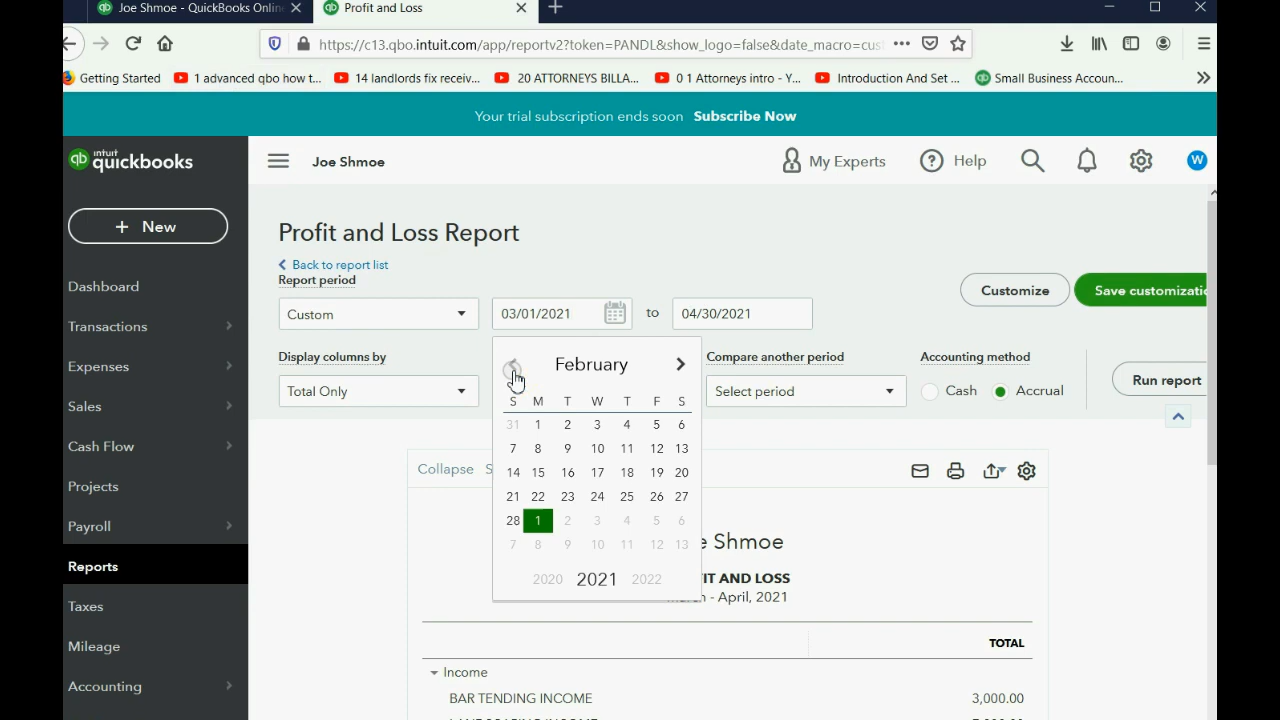 Joe Shmoe - QuickBooks Onlin
Profit and Loss
https://c13.qbo.intuit.com/app/reportv2?token=PANDL&show_logo=false&date_macro=cus
Getting Started
1 advanced qbo how t...
14 landlords fix receiv...
20 ATTORNEYS BILLA...
0 1 Attorneys intro - Y...
Introduction And Set ...
Small Business Accoun...
Your trial subscription ends soon Subscribe Now
intuit
quickbooks
Joe Shmoe
My Experts
Help
W
+ New
Dashboard
Transactions
Expenses
Sales
Cash Flow
Projects
Payroll
Reports
Taxes
Mileage
Accounting
Profit and Loss Report
Back to report list
Report period
Custom
03/01/2021
to
04/30/2021
Customize
Save customizatio
Display columns by
Total Only
Compare another period
Select period
Accounting method
Cash
Accrual
Run report
February
S M T W T F S
31 1 2 3 4 5 6
7 8 9 10 11 12 13
14 15 16 17 18 19 20
21 22 23 24 25 26 27
28 1 2 3 4 5 6
7 8 9 10 11 12 13
2020 2021 2022
Collapse S
e Shmoe
IT AND LOSS
- April, 2021
TOTAL
Income
BAR TENDING INCOME 3,000.00